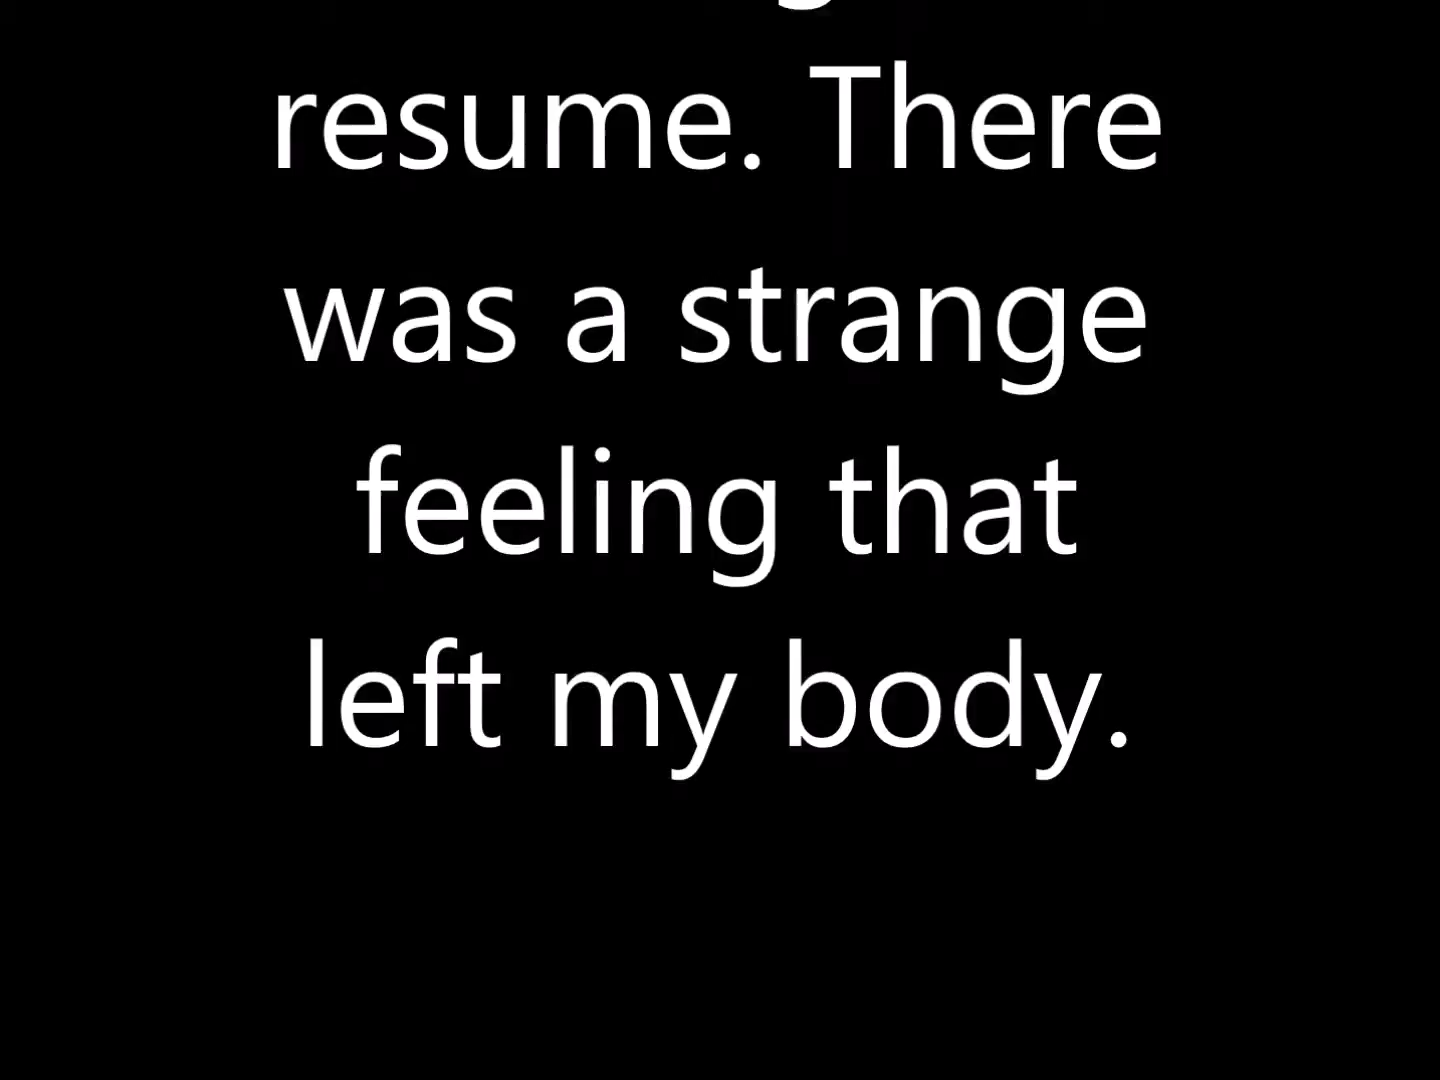 resume. There
was a strange
feeling that
left my body.